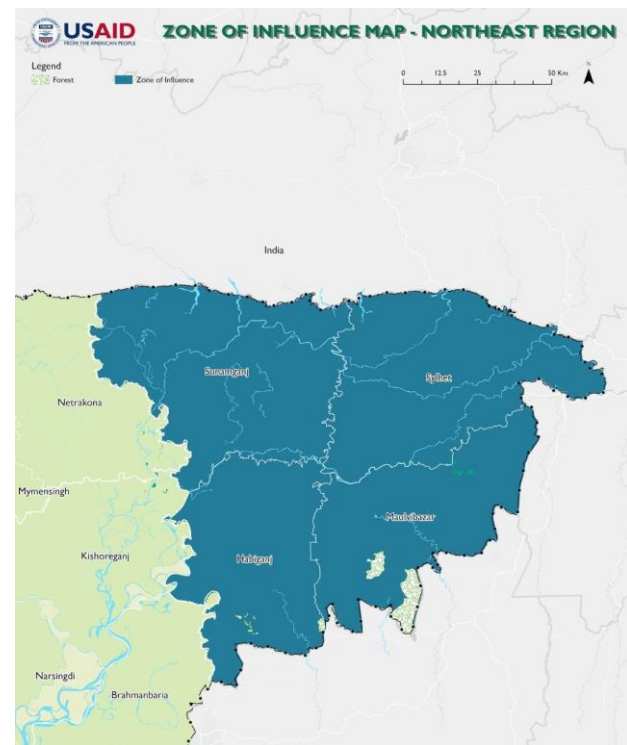 USAID
FROM THE AMERICAN PEOPLE
ZONE OF INFLUENCE MAP - NORTHEAST REGION
Legend
Forest
Zone of Influence
0 12.5 25 50 Km
N
India
Sunamganj
Sylhet
Netrakona
Mymensingh
Maulvibazar
Kishoreganj
Habiganj
Narsingdi
Brahmanbaria